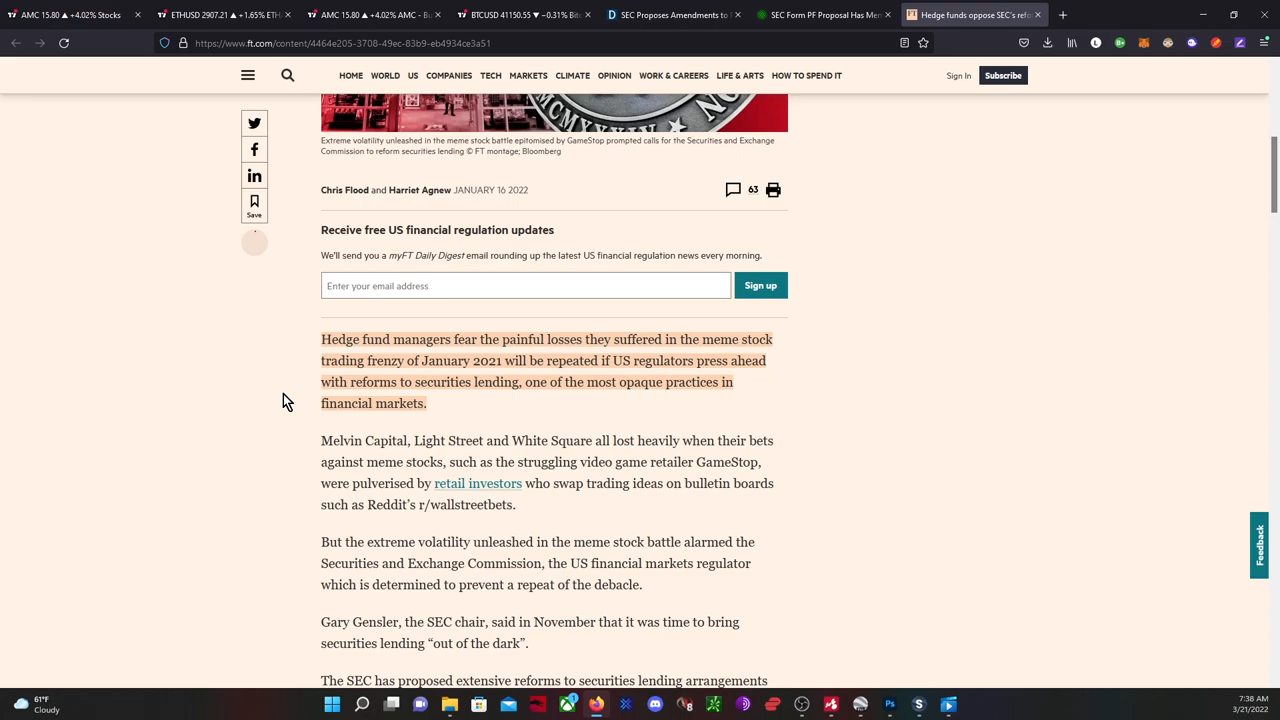 AMC 15.80 ▲ +4.02% Stocks
ETHUSD 2907.21 ▲ +1.65% ETH
AMC 15.80 ▲ +4.02% AMC - Bu
BTCUSD 41150.55 ▼ −0.31% Bit
SEC Proposes Amendments to F
SEC Form PF Proposal Has Men
Hedge funds oppose SEC's refo
https://www.ft.com/content/4464e205-3708-49ec-83b9-eb4934ce3a51
HOME WORLD US COMPANIES TECH MARKETS CLIMATE OPINION WORK & CAREERS LIFE & ARTS HOW TO SPEND IT
Sign In Subscribe
MCMXXXIV
Extreme volatility unleashed in the meme stock battle epitomised by GameStop prompted calls for the Securities and Exchange
Commission to reform securities lending © FT montage; Bloomberg
Save
Chris Flood and Harriet Agnew JANUARY 16 2022
63
Receive free US financial regulation updates
We'll send you a myFT Daily Digest email rounding up the latest US financial regulation news every morning.
Enter your email address
Sign up
Hedge fund managers fear the painful losses they suffered in the meme stock
trading frenzy of January 2021 will be repeated if US regulators press ahead
with reforms to securities lending, one of the most opaque practices in
financial markets.
Melvin Capital, Light Street and White Square all lost heavily when their bets
against meme stocks, such as the struggling video game retailer GameStop,
were pulverised by retail investors who swap trading ideas on bulletin boards
such as Reddit's r/wallstreetbets.
But the extreme volatility unleashed in the meme stock battle alarmed the
Securities and Exchange Commission, the US financial markets regulator
which is determined to prevent a repeat of the debacle.
Gary Gensler, the SEC chair, said in November that it was time to bring
securities lending “out of the dark”.
The SEC has proposed extensive reforms to securities lending arrangements
Feedback
61°F
Cloudy
7:38 AM
3/21/2022